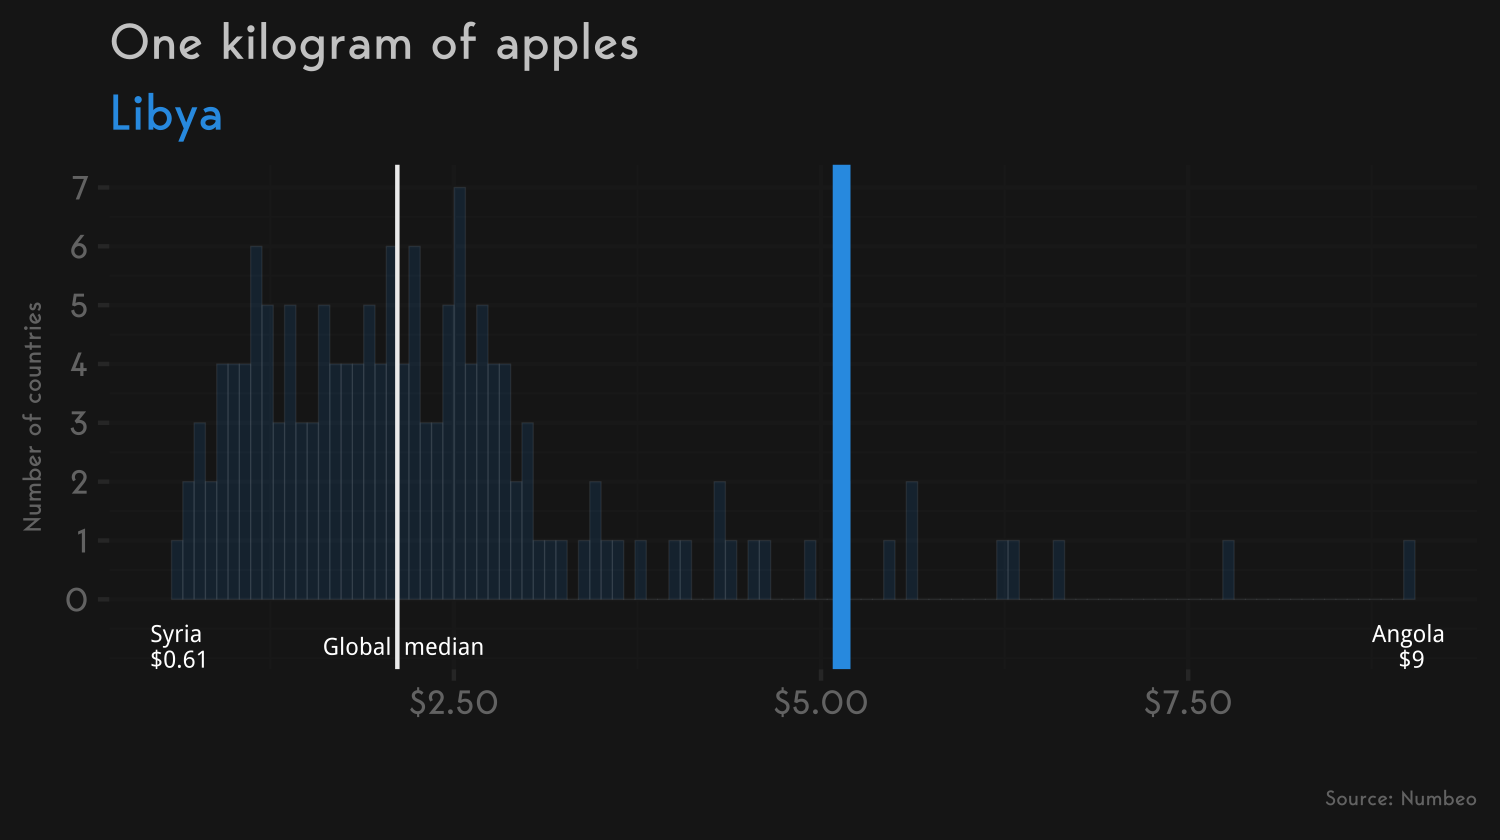 One kilogram of apples
Libya
Number of countries
7
6
5
4
3
2
1
0
Syria
$0.61
Global median
Angola
$9
$2.50
$5.00
$7.50
Source: Numbeo